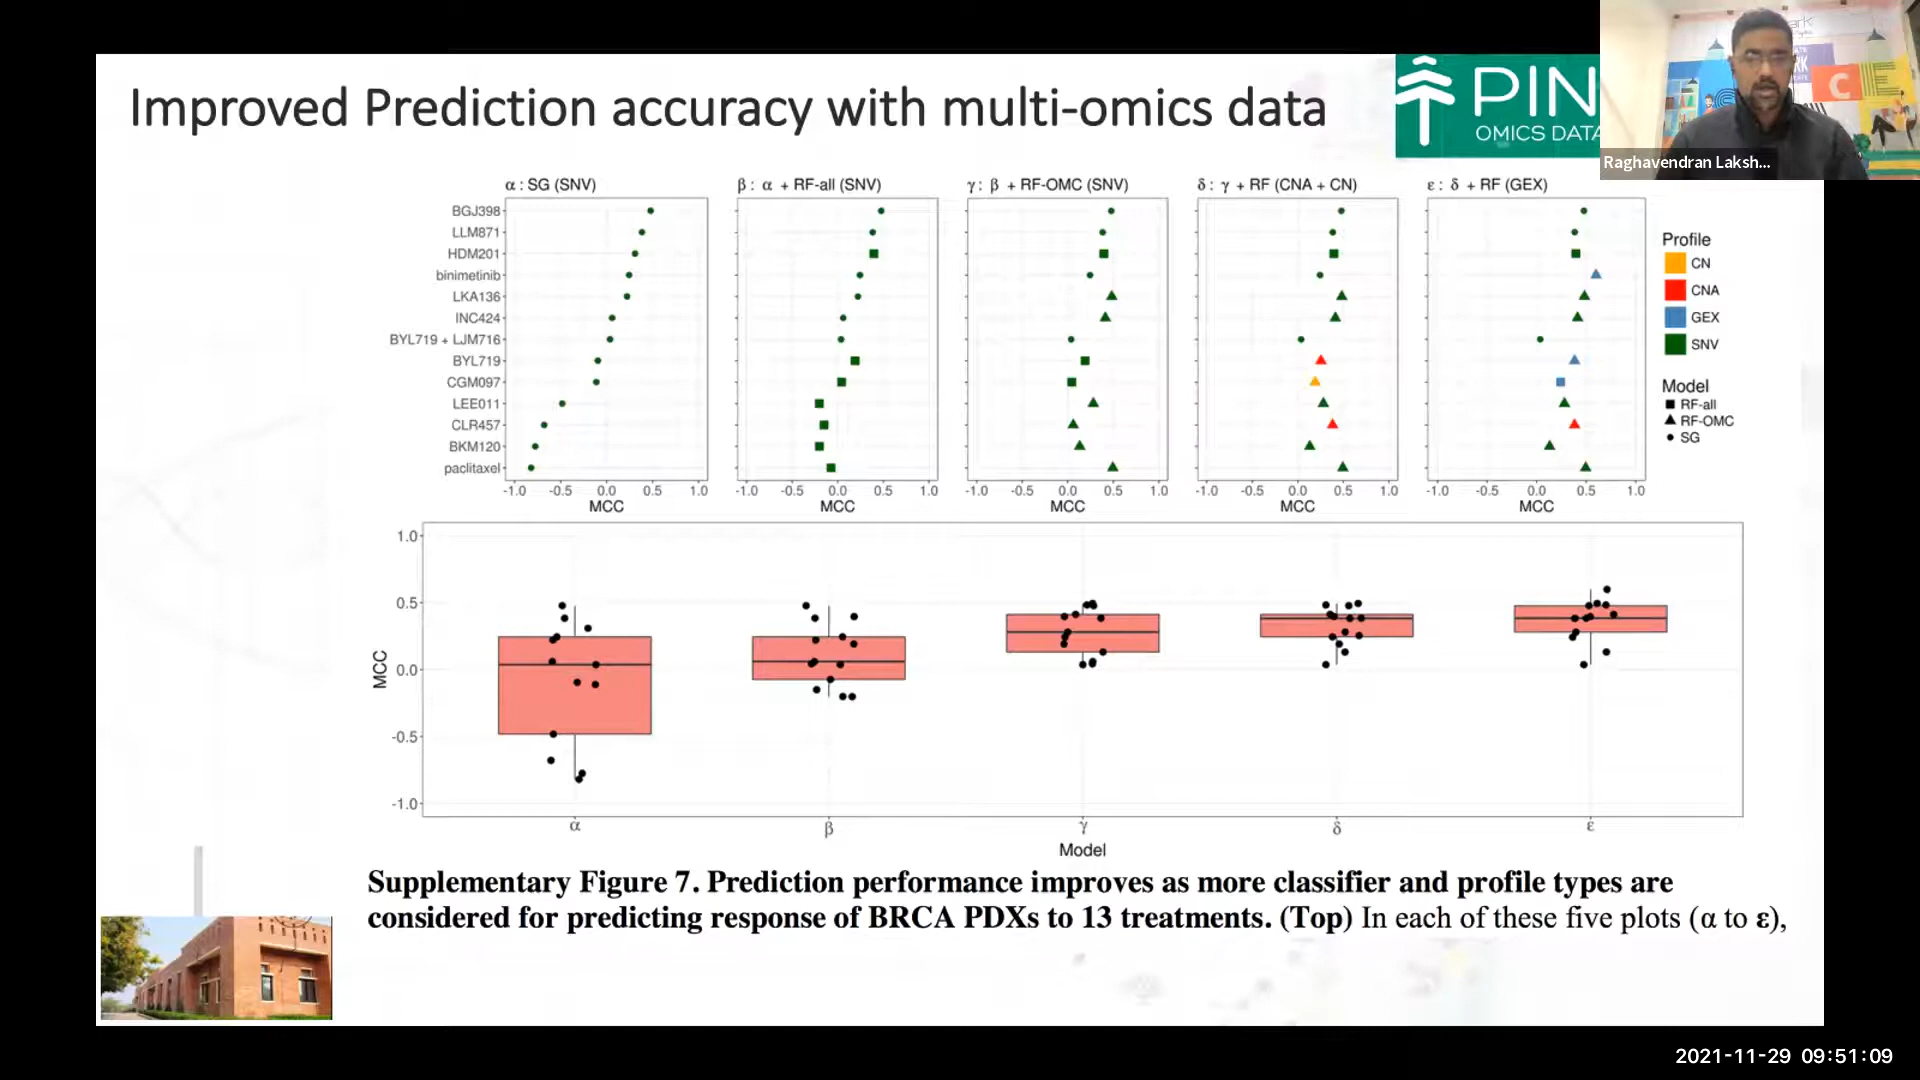 Improved Prediction accuracy with multi-omics data
PIN
OMICS DATA
Raghavendran Laksh...
α : SG (SNV)
β : α + RF-all (SNV)
γ : β + RF-OMC (SNV)
δ : γ + RF (CNA + CN)
ε : δ + RF (GEX)
BGJ398
LLM871
HDM201
binimetinib
LKA136
INC424
BYL719 + LJM716
BYL719
CGM097
LEE011
CLR457
BKM120
paclitaxel
-1.0 -0.5 0.0 0.5 1.0
MCC
-1.0 -0.5 0.0 0.5 1.0
MCC
-1.0 -0.5 0.0 0.5 1.0
MCC
-1.0 -0.5 0.0 0.5 1.0
MCC
-1.0 -0.5 0.0 0.5 1.0
MCC
Profile
CN
CNA
GEX
SNV
Model
RF-all
RF-OMC
SG
1.0
0.5
0.0
-0.5
-1.0
MCC
α β γ δ ε
Model
Supplementary Figure 7. Prediction performance improves as more classifier and profile types are
considered for predicting response of BRCA PDXs to 13 treatments. (Top) In each of these five plots (α to ε),
2021-11-29 09:51:09